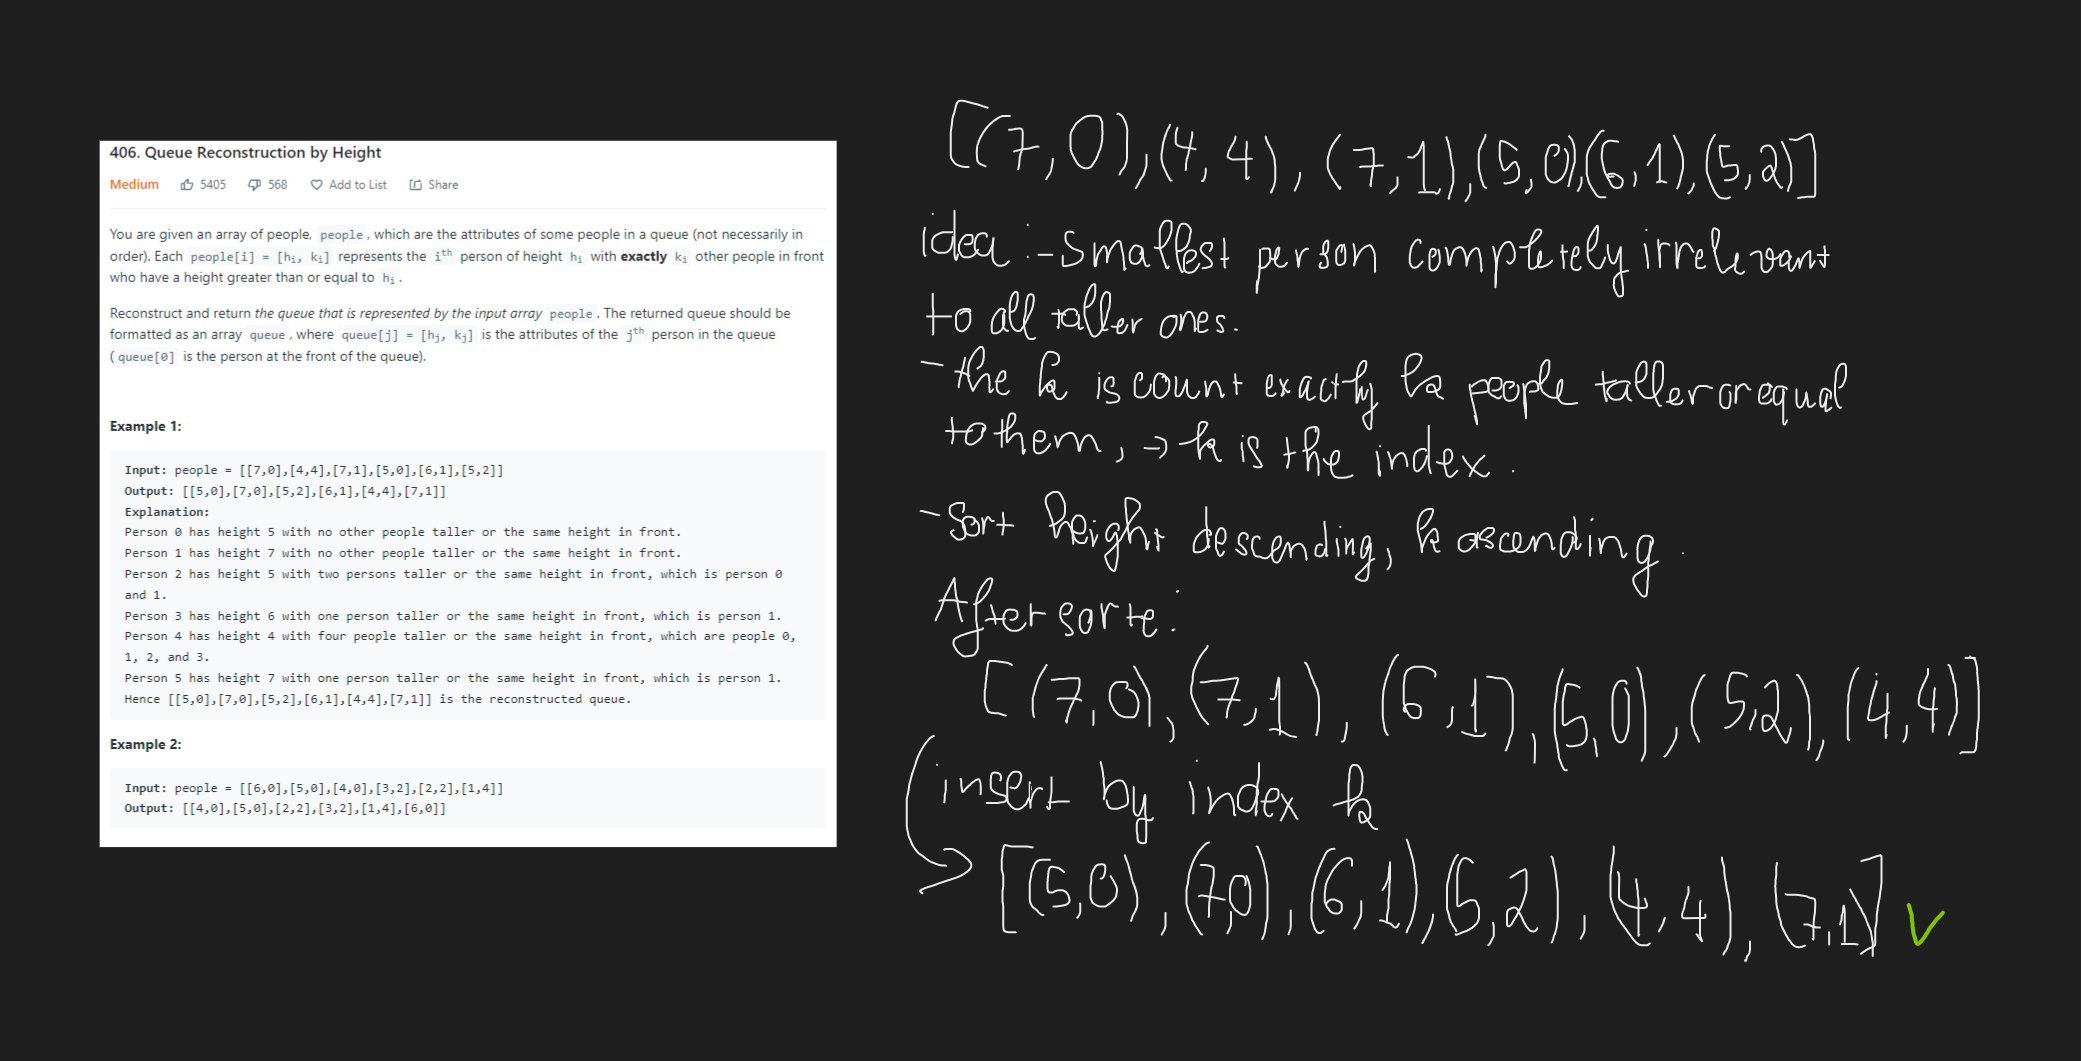 406. Queue Reconstruction by Height
Medium 5405 568 Add to List Share
You are given an array of people, people, which are the attributes of some people in a queue (not necessarily in
order). Each people[i] = [hi, ki] represents the ith person of height hi with exactly ki other people in front
who have a height greater than or equal to hi.
Reconstruct and return the queue that is represented by the input array people. The returned queue should be
formatted as an array queue, where queue[j] = [hj, kj] is the attributes of the jth person in the queue
(queue[0] is the person at the front of the queue).
Example 1:
Input: people = [[7,0],[4,4],[7,1],[5,0],[6,1],[5,2]]
Output: [[5,0],[7,0],[5,2],[6,1],[4,4],[7,1]]
Explanation:
Person 0 has height 5 with no other people taller or the same height in front.
Person 1 has height 7 with no other people taller or the same height in front.
Person 2 has height 5 with two persons taller or the same height in front, which is person 0
and 1.
Person 3 has height 6 with one person taller or the same height in front, which is person 1.
Person 4 has height 4 with four people taller or the same height in front, which are people 0,
1, 2, and 3.
Person 5 has height 7 with one person taller or the same height in front, which is person 1.
Hence [[5,0],[7,0],[5,2],[6,1],[4,4],[7,1]] is the reconstructed queue.
Example 2:
Input: people = [[6,0],[5,0],[4,0],[3,2],[2,2],[1,4]]
Output: [[4,0],[5,0],[2,2],[3,2],[1,4],[6,0]]
[(7,0),(4,4),(7,1),(5,0),(6,1),(5,2)]
idea :- Smallest person completely irrelevant
to all taller ones.
- the k is count exactly k people taller or equal
to them, → k is the index.
- Sort height descending, k ascending.
After sorte:
[(7,0),(7,1),(6,1),(5,0),(5,2),(4,4)]
insert by index k
[(5,0),(7,0),(6,1),(5,2),(4,4),(7,1)]